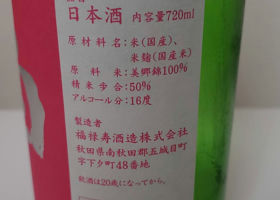 品目
日本酒 内容量720ml
原材料名:米(国産)、
米麹(国産米)
原料米:美郷錦100%
精米歩合:50%
アルコール分:16度
製造者
福禄寿酒造株式会社
秋田県南秋田郡五城目町
字下夕町48番地
飲酒は20歳になってから。